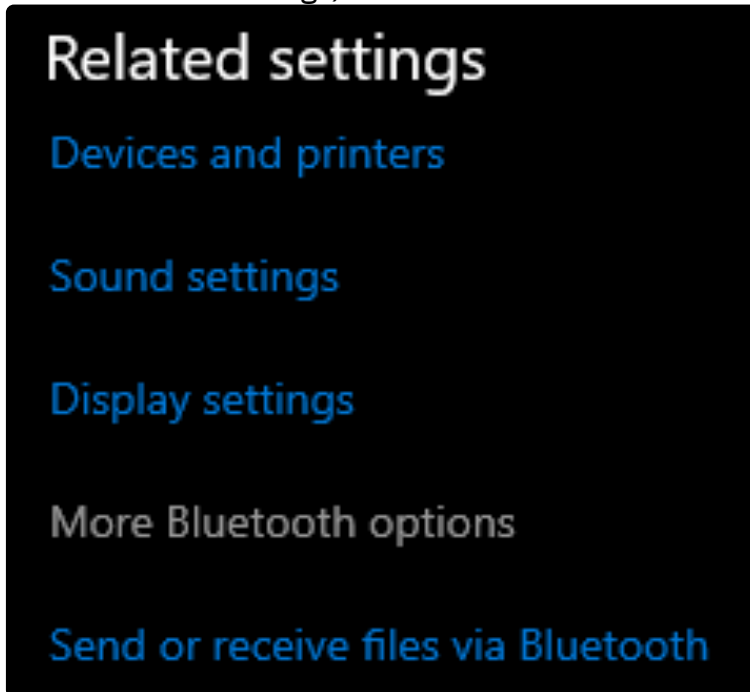 Related settings
Devices and printers
Sound settings
Display settings
More Bluetooth options
Send or receive files via Bluetooth